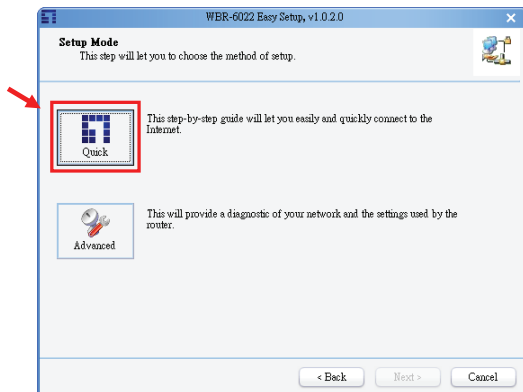 WBR-6022 Easy Setup, v1.0.2.0
Setup Mode
This step will let you to choose the method of setup.
This step-by-step guide will let you easily and quickly connect to the
Internet.
Quick
This will provide a diagnostic of your network and the settings used by the
router.
Advanced
< Back
Next >
Cancel